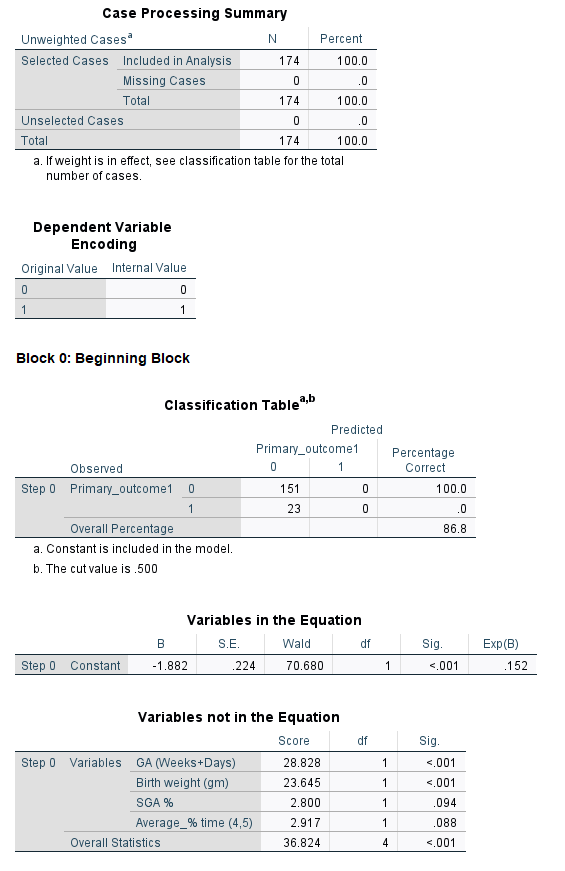 Case Processing Summary
Unweighted Cases^a N Percent
Selected Cases Included in Analysis 174 100.0
Missing Cases 0 .0
Total 174 100.0
Unselected Cases 0 .0
Total 174 100.0
a. If weight is in effect, see classification table for the total
number of cases.
Dependent Variable
Encoding
Original Value Internal Value
0 0
1 1
Block 0: Beginning Block
Classification Table^a,b
Predicted
Primary_outcome1 Percentage
Observed 0 1 Correct
Step 0 Primary_outcome1 0 151 0 100.0
1 23 0 .0
Overall Percentage 86.8
a. Constant is included in the model.
b. The cut value is .500
Variables in the Equation
B S.E. Wald df Sig. Exp(B)
Step 0 Constant -1.882 .224 70.680 1 <.001 .152
Variables not in the Equation
Score df Sig.
Step 0 Variables GA (Weeks+Days) 28.828 1 <.001
Birth weight (gm) 23.645 1 <.001
SGA % 2.800 1 .094
Average_% time (4,5) 2.917 1 .088
Overall Statistics 36.824 4 <.001